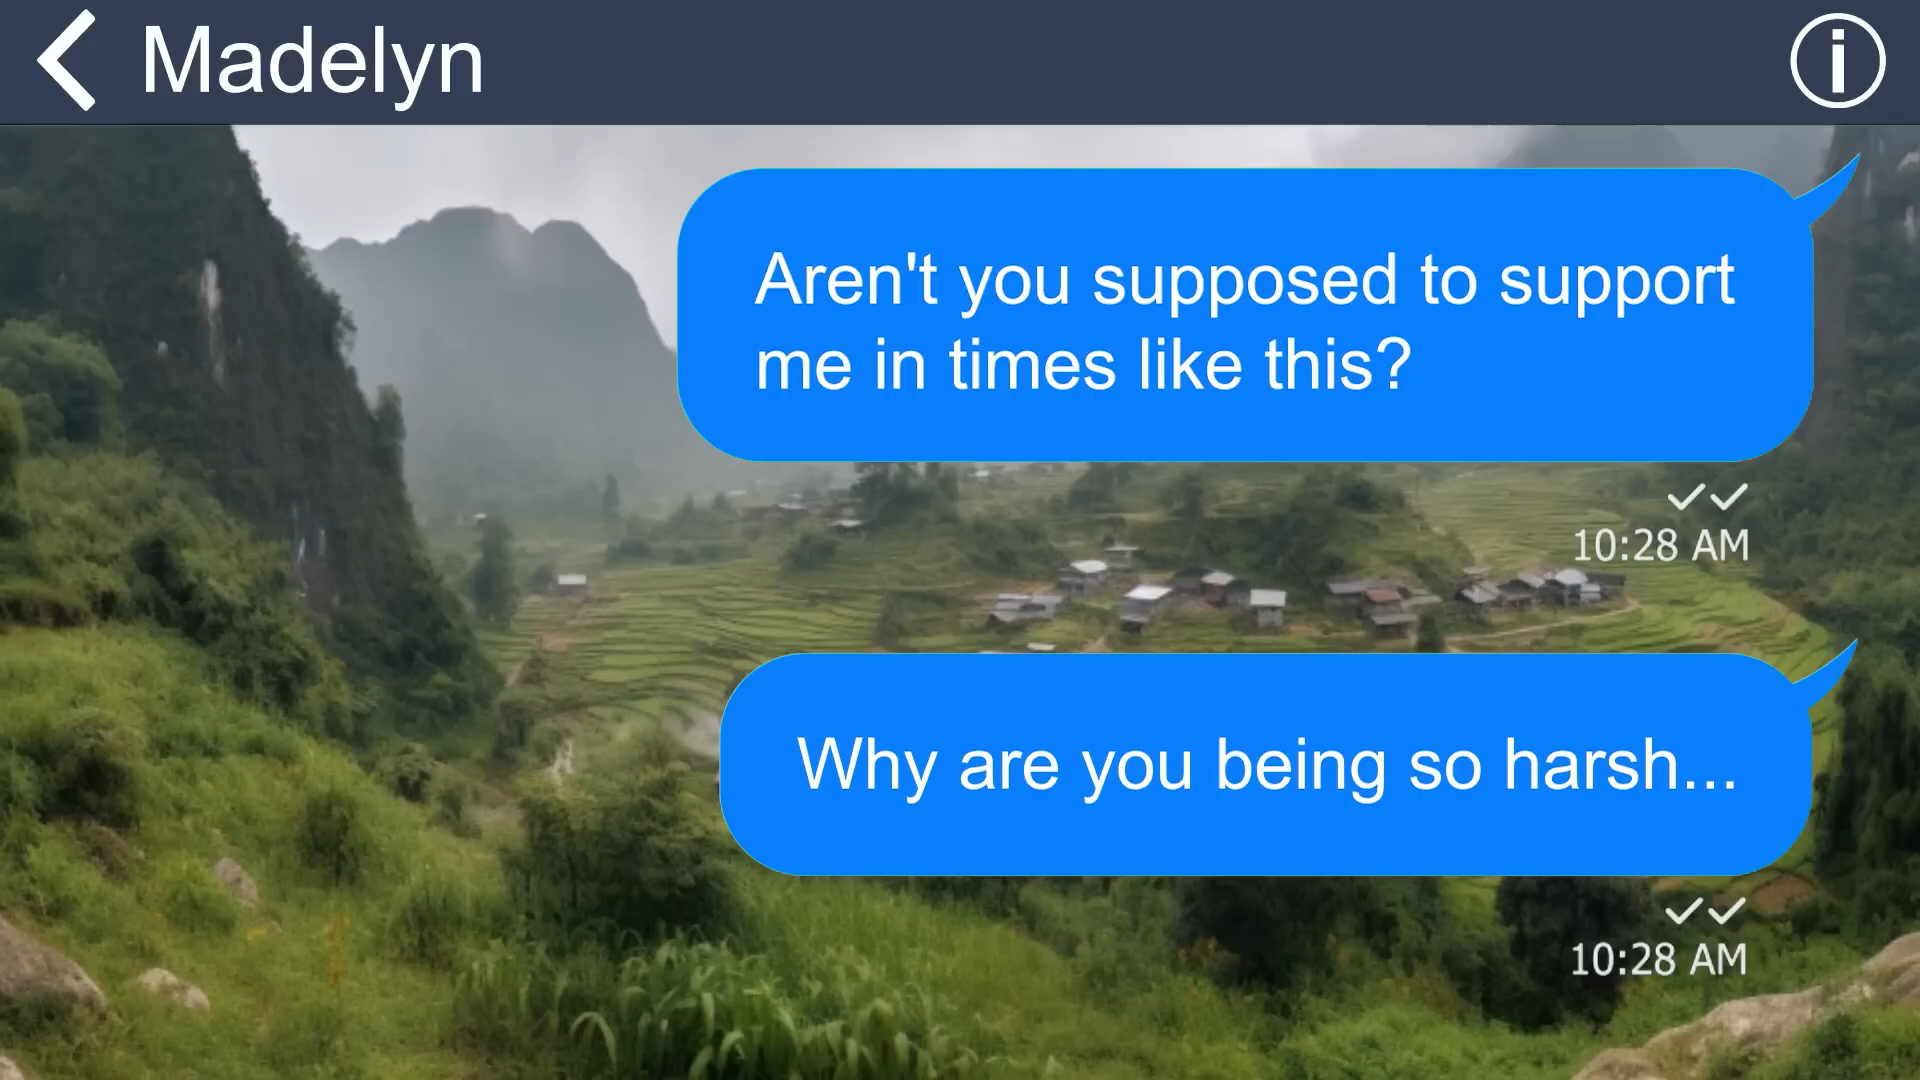 Madelyn
Aren't you supposed to support
me in times like this?
10:28 AM
Why are you being so harsh...
10:28 AM